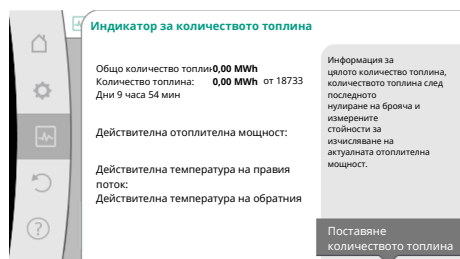 Индикатор за количеството топлина
Общо количество топли 0,00 MWh
Количество топлина: 0,00 MWh от 18733
Дни 9 часа 54 мин
Действителна отоплителна мощност:
Действителна температура на правия
поток:
Действителна температура на обратния
Информация за
цялото количество топлина,
количеството топлина след
последното
нулиране на брояча и
измерените
стойности за
изчисляване на
актуалната отоплителна
мощност.
Поставяне
количеството топлина